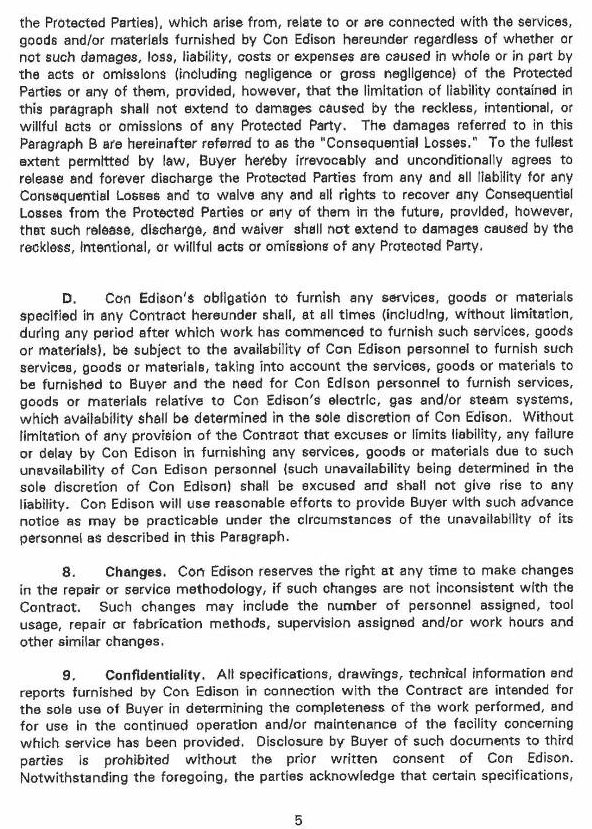 the Protected Parties), which arise from, relate to or are connected with the services,
goods and/or materials furnished by Con Edison hereunder regardless of whether or
not such damages, loss, liability, costs or expenses are caused in whole or in part by
the acts or omissions (including negligence or gross negligence) of the Protected
Parties or any of them, provided, however, that the limitation of liability contained in
this paragraph shall not extend to damages caused by the reckless, intentional, or
willful acts or omissions of any Protected Party. The damages referred to in this
Paragraph B are hereinafter referred to as the "Consequential Losses." To the fullest
extent permitted by law, Buyer hereby irrevocably and unconditionally agrees to
release and forever discharge the Protected Parties from any and all liability for any
Consequential Losses and to waive any and all rights to recover any Consequential
Losses from the Protected Parties or any of them in the future, provided, however,
that such release, discharge, and waiver shall not extend to damages caused by the
reckless, intentional, or willful acts or omissions of any Protected Party.
D. Con Edison's obligation to furnish any services, goods or materials
specified in any Contract hereunder shall, at all times (including, without limitation,
during any period after which work has commenced to furnish such services, goods
or materials), be subject to the availability of Con Edison personnel to furnish such
services, goods or materials, taking into account the services, goods or materials to
be furnished to Buyer and the need for Con Edison personnel to furnish services,
goods or materials relative to Con Edison's electric, gas and/or steam systems,
which availability shall be determined in the sole discretion of Con Edison. Without
limitation of any provision of the Contract that excuses or limits liability, any failure
or delay by Con Edison in furnishing any services, goods or materials due to such
unavailability of Con Edison personnel (such unavailability being determined in the
sole discretion of Con Edison) shall be excused and shall not give rise to any
liability. Con Edison will use reasonable efforts to provide Buyer with such advance
notice as may be practicable under the circumstances of the unavailability of its
personnel as described in this Paragraph.
8. Changes. Con Edison reserves the right at any time to make changes
in the repair or service methodology, if such changes are not inconsistent with the
Contract. Such changes may include the number of personnel assigned, tool
usage, repair or fabrication methods, supervision assigned and/or work hours and
other similar changes.
9. Confidentiality. All specifications, drawings, technical information and
reports furnished by Con Edison in connection with the Contract are intended for
the sole use of Buyer in determining the completeness of the work performed, and
for use in the continued operation and/or maintenance of the facility concerning
which service has been provided. Disclosure by Buyer of such documents to third
parties is prohibited without the prior written consent of Con Edison.
Notwithstanding the foregoing, the parties acknowledge that certain specifications,
5